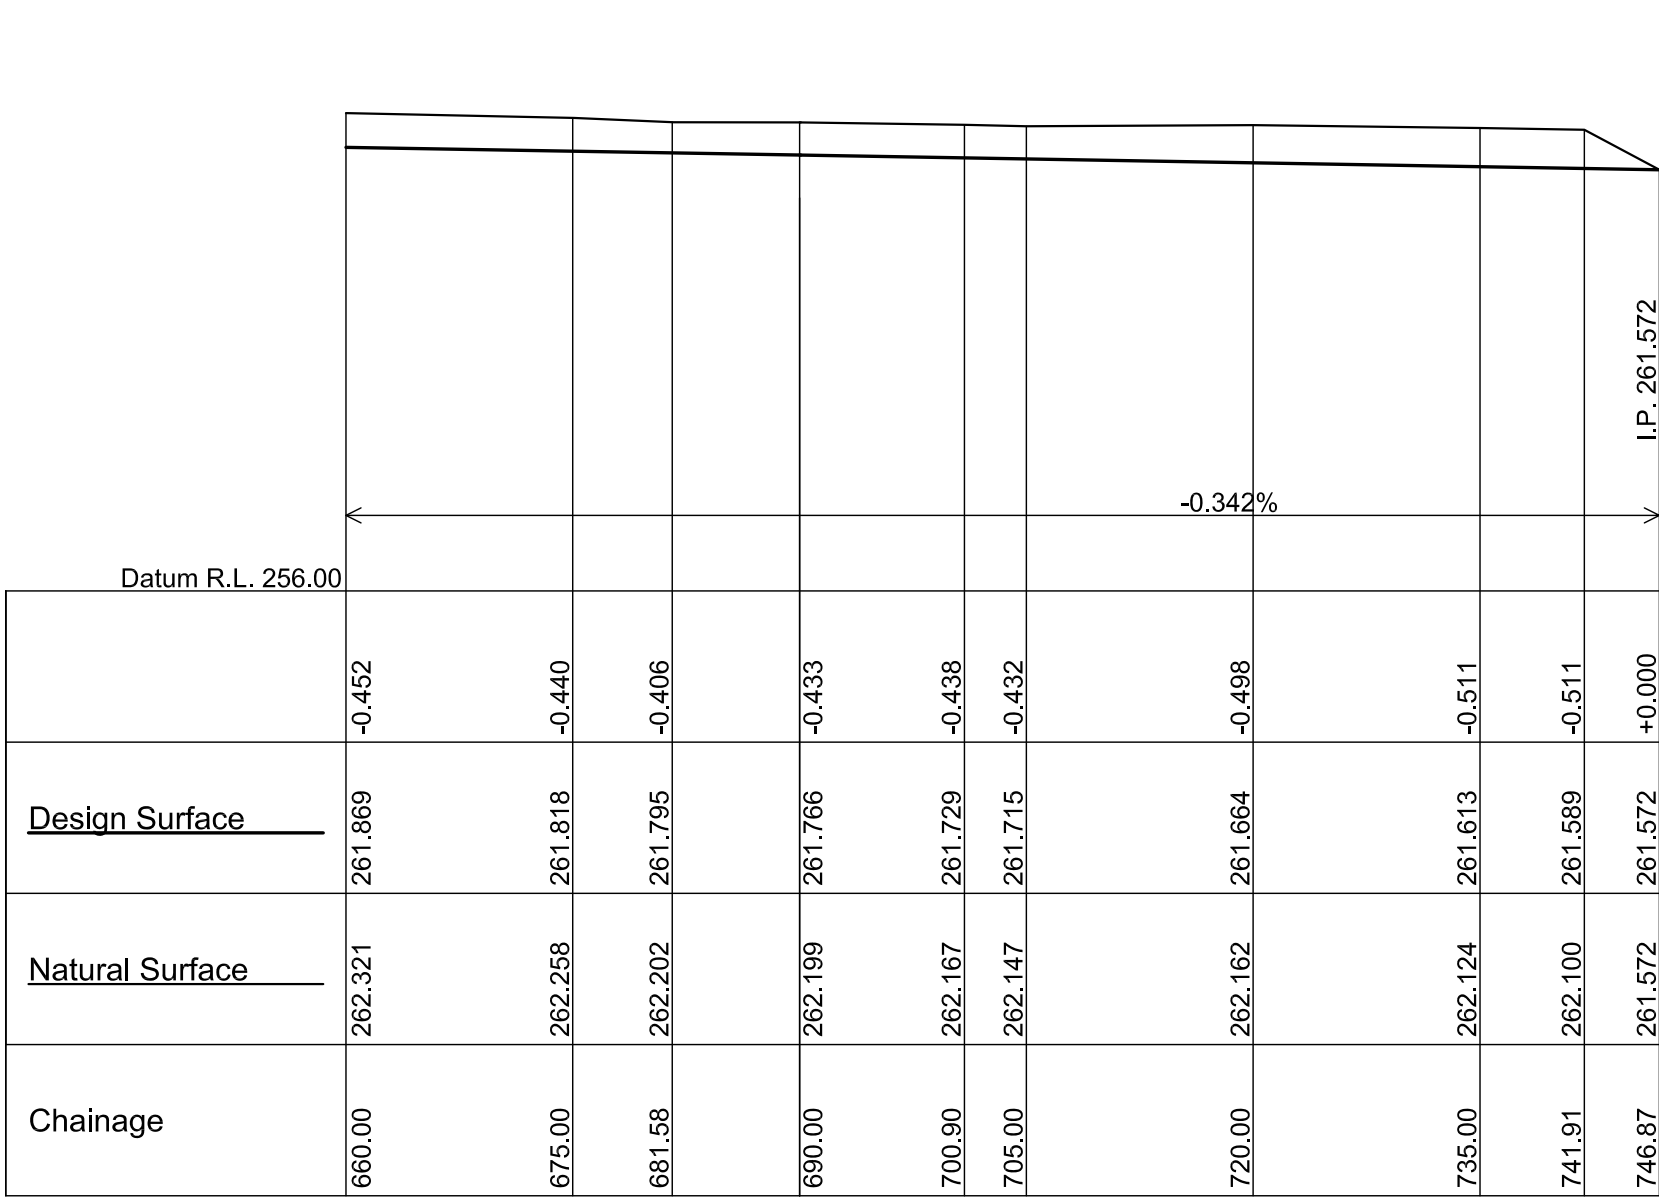 I.P. 261.572
-0.342%
Datum R.L. 256.00
-0.452 -0.440 -0.406 -0.433 -0.438 -0.432 -0.498 -0.511 -0.511 +0.000
Design Surface 261.869 261.818 261.795 261.766 261.729 261.715 261.664 261.613 261.589 261.572
Natural Surface 262.321 262.258 262.202 262.199 262.167 262.147 262.162 262.124 262.100 261.572
Chainage 660.00 675.00 681.58 690.00 700.90 705.00 720.00 735.00 741.91 746.87